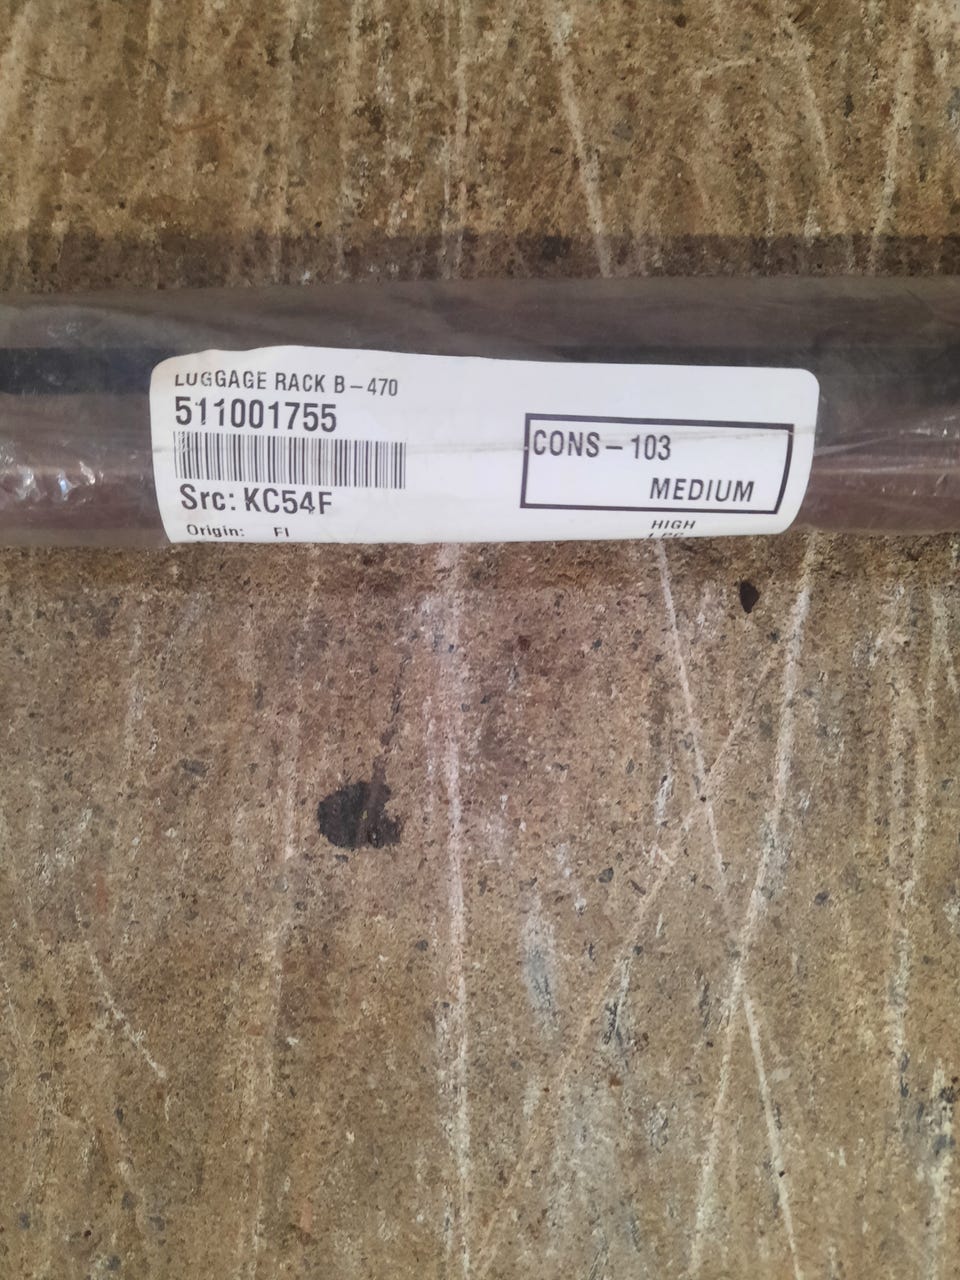 LUGGAGE RACK B-470
511001755
Src: KC54F
Origin: FI
CONS-103
MEDIUM
HIGH